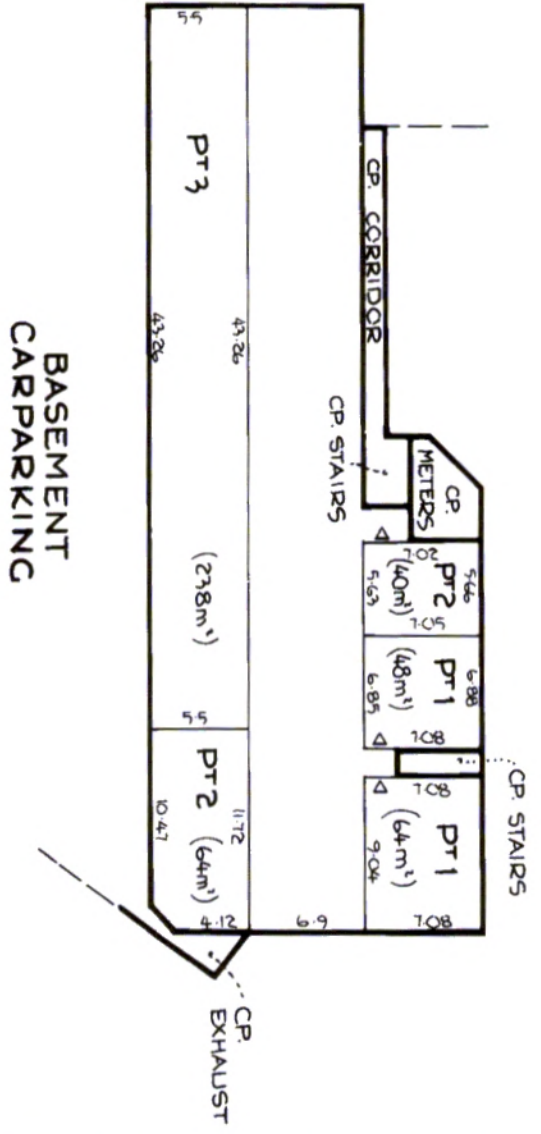 5.5
PT 3
43.26
43.26
(238m²)
5.5
PT 2
(64m²)
11.72
10.47
4.12
6.9
CP. CORRIDOR
CP. STAIRS
CP.
METERS
7.02
PT 2
(40m²)
5.66
5.63
7.05
PT 1
(48m²)
6.88
6.85
7.08
CP. STAIRS
7.08
PT 1
(64m²)
9.04
7.08
CP.
EXHAUST
BASEMENT
CARPARKING